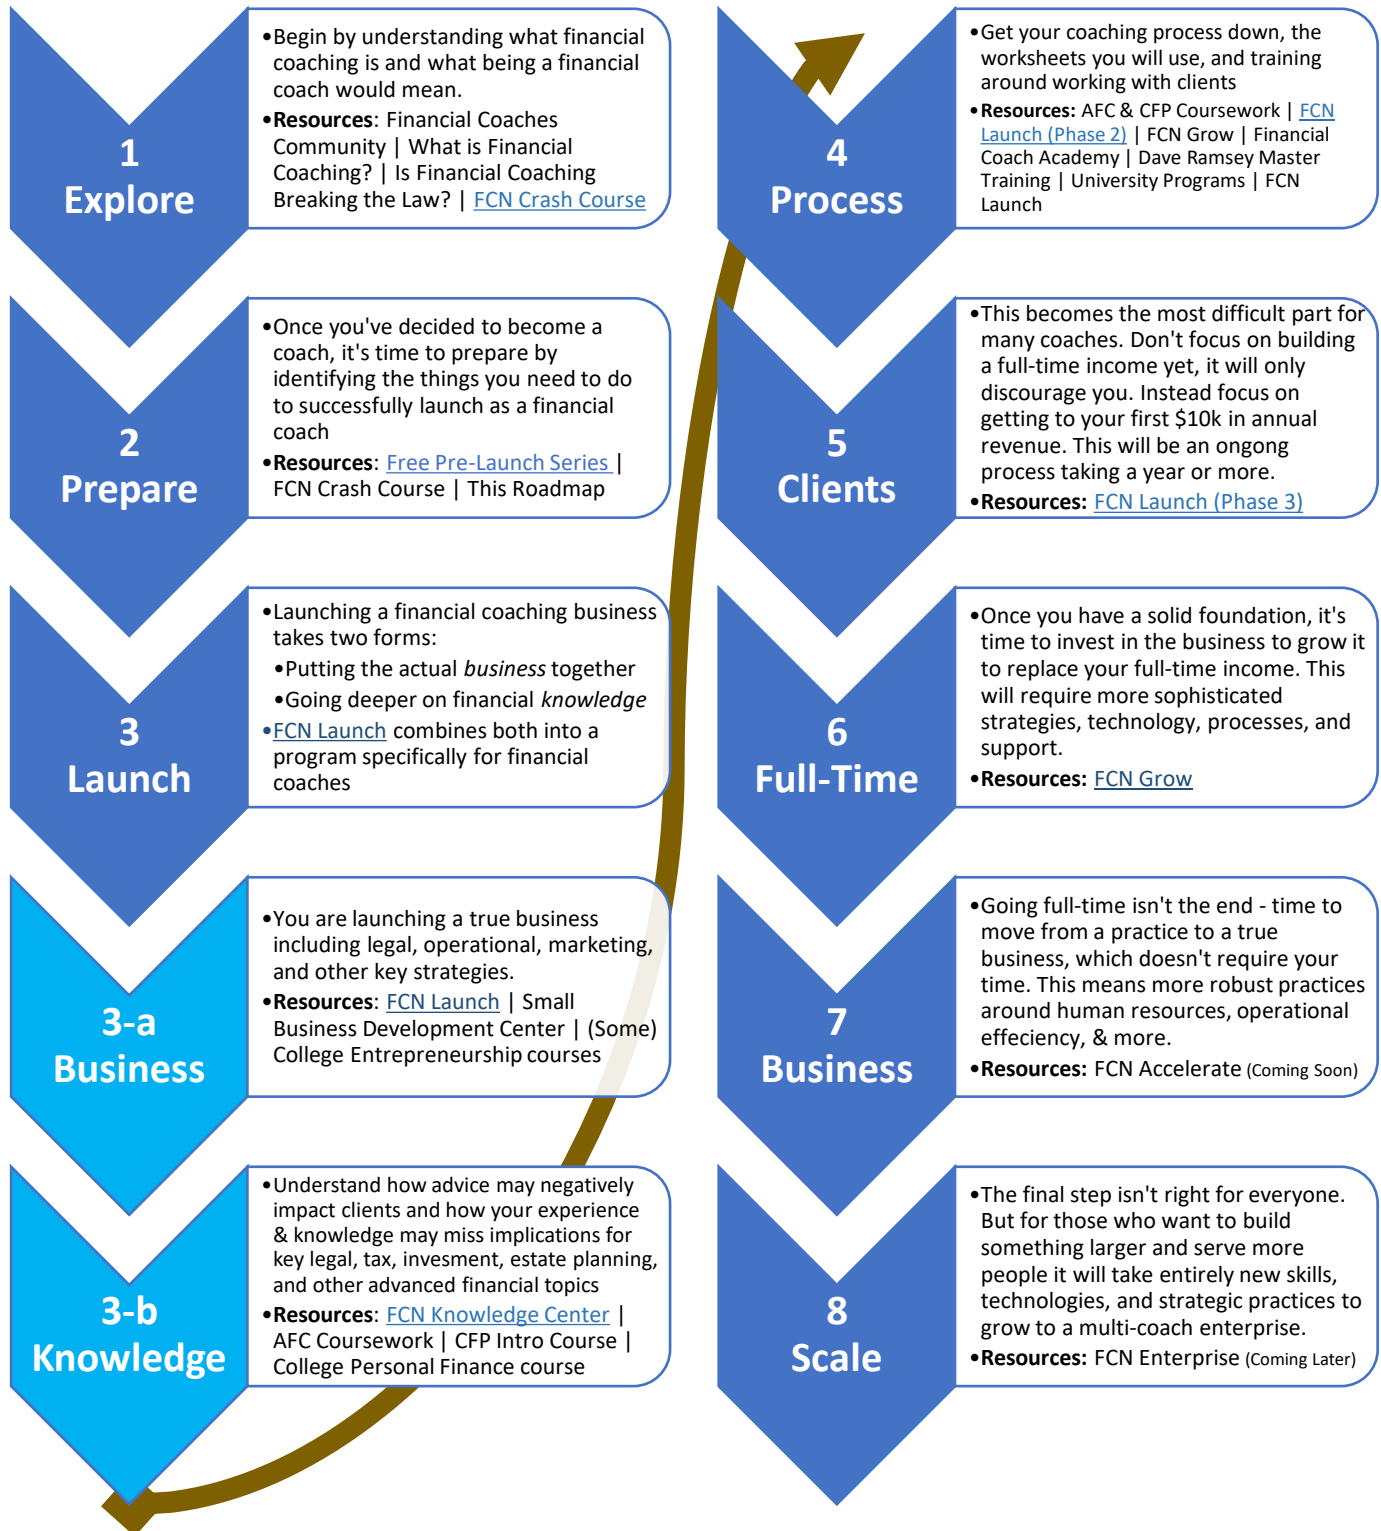 1
Explore
•Begin by understanding what financial
coaching is and what being a financial
coach would mean.
•Resources: Financial Coaches
Community | What is Financial
Coaching? | Is Financial Coaching
Breaking the Law? | FCN Crash Course
2
Prepare
•Once you've decided to become a
coach, it's time to prepare by
identifying the things you need to do
to successfully launch as a financial
coach
•Resources: Free Pre-Launch Series |
FCN Crash Course | This Roadmap
3
Launch
•Launching a financial coaching business
takes two forms:
•Putting the actual business together
•Going deeper on financial knowledge
•FCN Launch combines both into a
program specifically for financial
coaches
3-a
Business
•You are launching a true business
including legal, operational, marketing,
and other key strategies.
•Resources: FCN Launch | Small
Business Development Center | (Some)
College Entrepreneurship courses
3-b
Knowledge
•Understand how advice may negatively
impact clients and how your experience
& knowledge may miss implications for
key legal, tax, invesment, estate planning,
and other advanced financial topics
•Resources: FCN Knowledge Center |
AFC Coursework | CFP Intro Course |
College Personal Finance course
4
Process
•Get your coaching process down, the
worksheets you will use, and training
around working with clients
•Resources: AFC & CFP Coursework | FCN
Launch (Phase 2) | FCN Grow | Financial
Coach Academy | Dave Ramsey Master
Training | University Programs | FCN
Launch
5
Clients
•This becomes the most difficult part for
many coaches. Don't focus on building
a full-time income yet, it will only
discourage you. Instead focus on
getting to your first $10k in annual
revenue. This will be an ongong
process taking a year or more.
•Resources: FCN Launch (Phase 3)
6
Full-Time
•Once you have a solid foundation, it's
time to invest in the business to grow it
to replace your full-time income. This
will require more sophisticated
strategies, technology, processes, and
support.
•Resources: FCN Grow
7
Business
•Going full-time isn't the end - time to
move from a practice to a true
business, which doesn't require your
time. This means more robust practices
around human resources, operational
effeciency, & more.
•Resources: FCN Accelerate (Coming Soon)
8
Scale
•The final step isn't right for everyone.
But for those who want to build
something larger and serve more
people it will take entirely new skills,
technologies, and strategic practices to
grow to a multi-coach enterprise.
•Resources: FCN Enterprise (Coming Later)